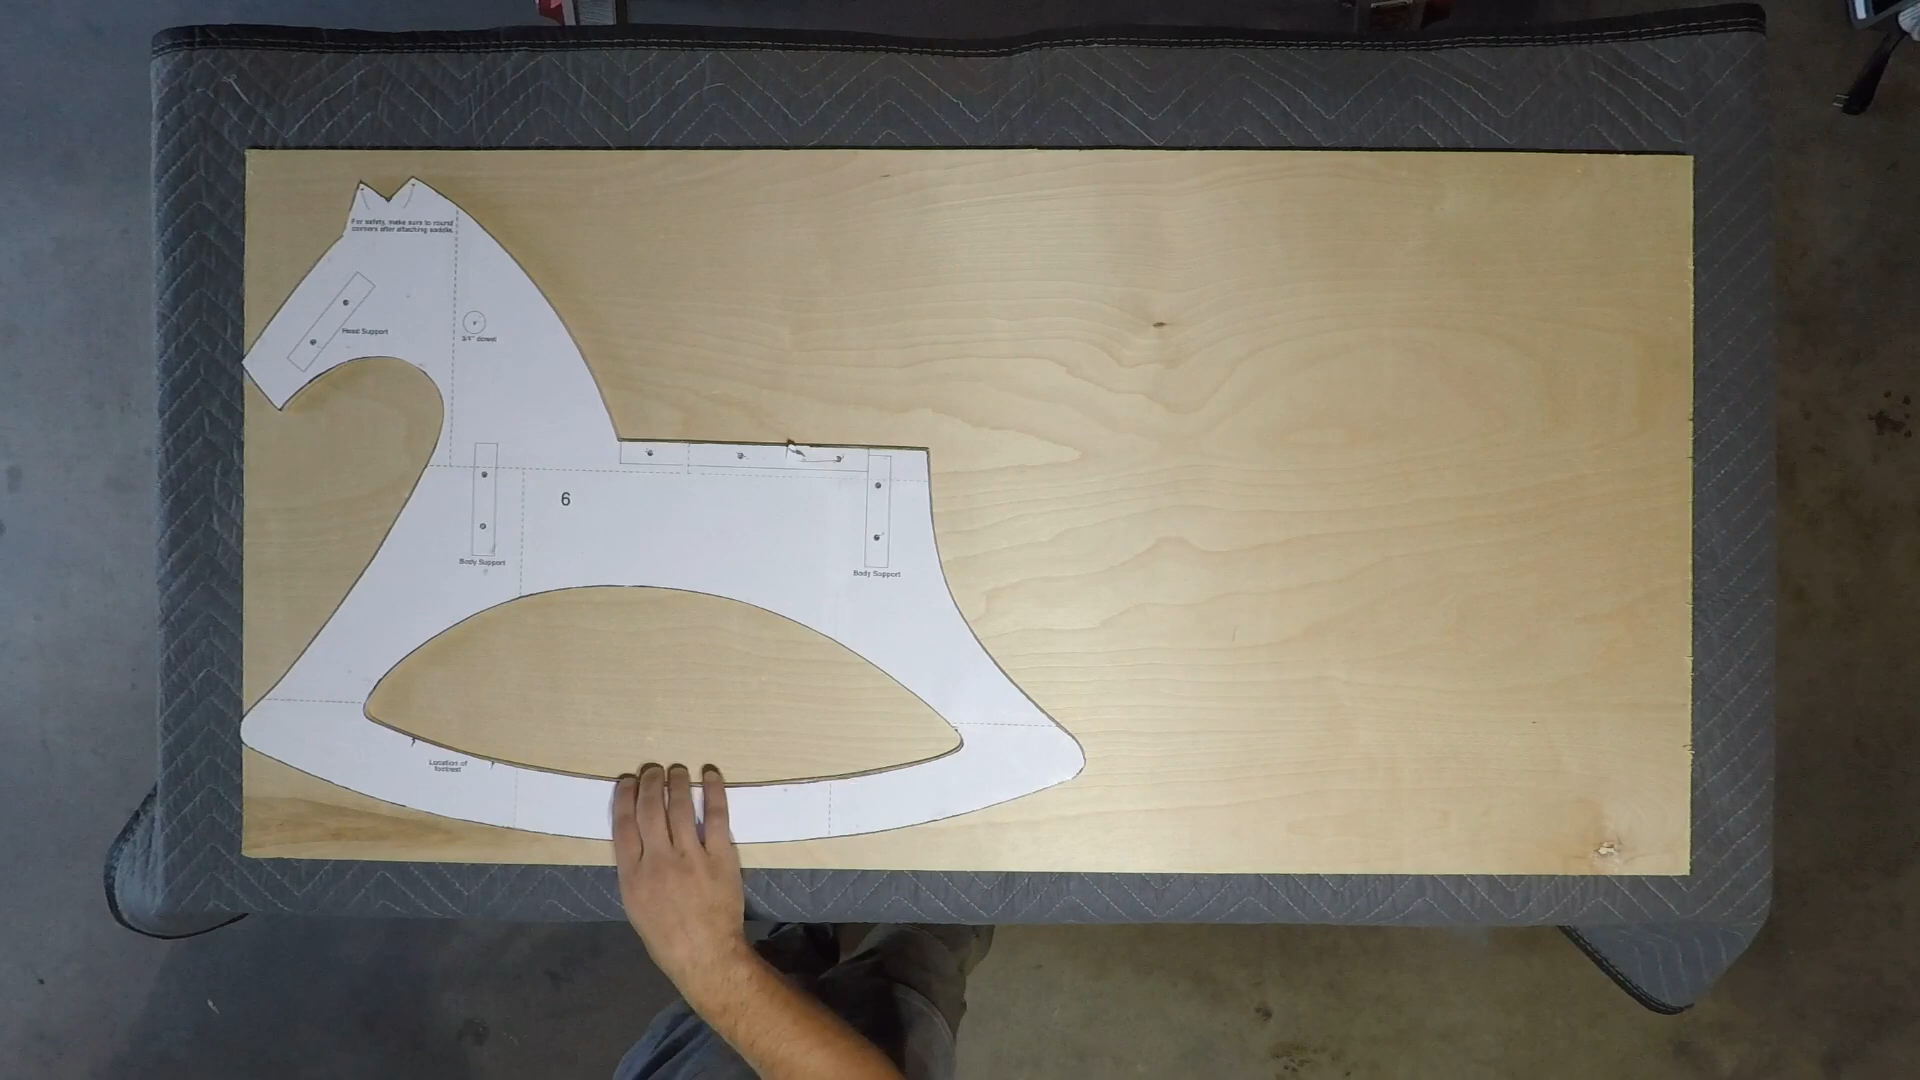 For safety, make sure to round
corners after attaching saddle.
Head Support
3/4" dowel
6
Body Support
Body Support
Location of
footrest